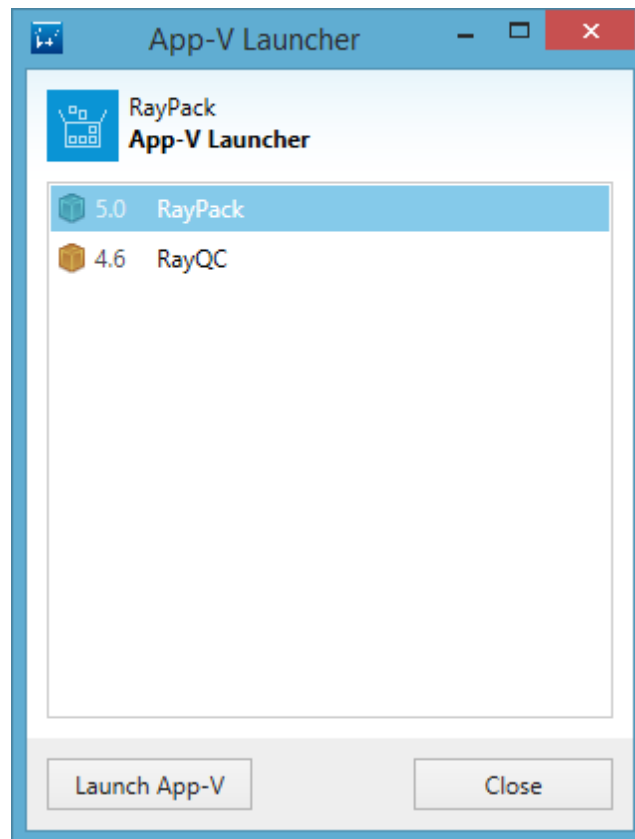 App-V Launcher
RayPack
App-V Launcher
5.0 RayPack
4.6 RayQC
Launch App-V Close